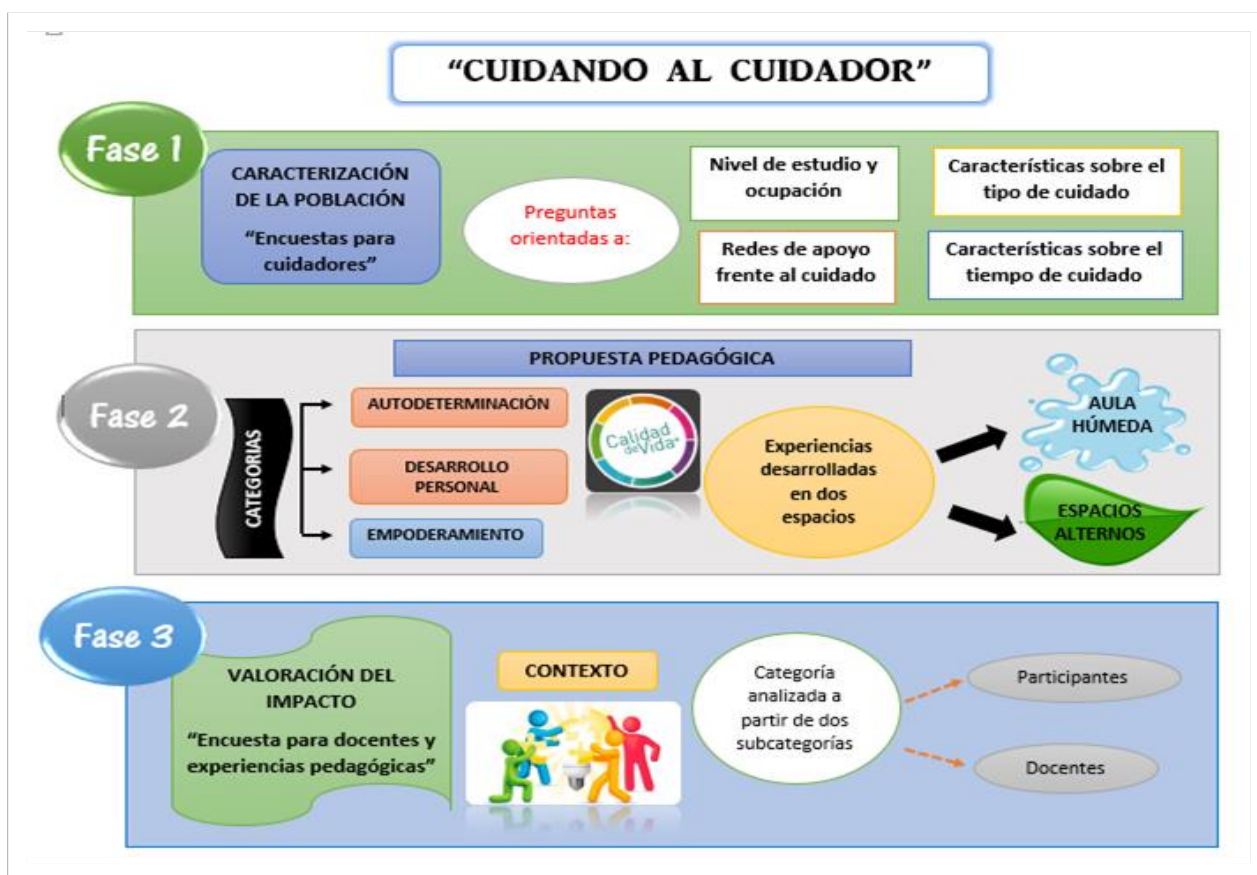 “CUIDANDO AL CUIDADOR”
Fase 1
CARACTERIZACIÓN
DE LA POBLACIÓN
“Encuestas para
cuidadores”
Preguntas
orientadas a:
Nivel de estudio y
ocupación
Características sobre el
tipo de cuidado
Redes de apoyo
frente al cuidado
Características sobre el
tiempo de cuidado
Fase 2
PROPUESTA PEDAGÓGICA
CATEGORIAS
AUTODETERMINACIÓN
DESARROLLO
PERSONAL
EMPODERAMIENTO
Calidad
de Vida
Experiencias
desarrolladas
en dos
espacios
AULA
HÚMEDA
ESPACIOS
ALTERNOS
Fase 3
VALORACIÓN DEL
IMPACTO
“Encuesta para docentes y
experiencias pedagógicas”
CONTEXTO
Categoría
analizada a
partir de dos
subcategorías
Participantes
Docentes